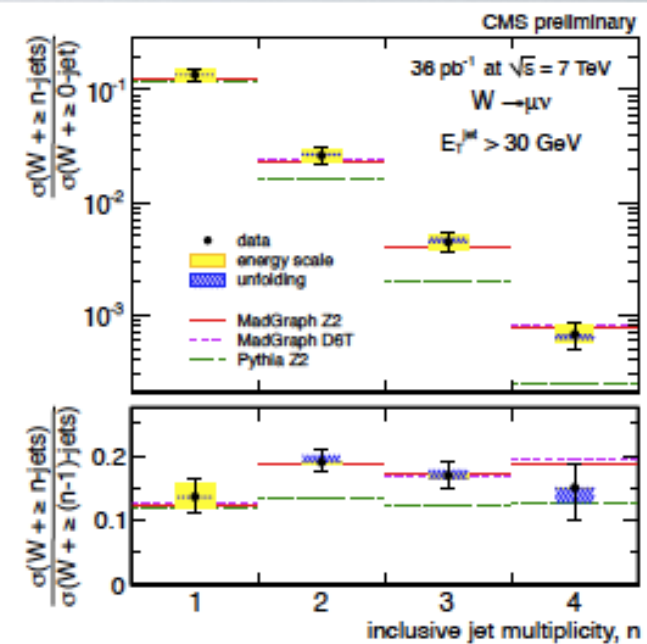 CMS preliminary
σ(W + ≥ n-jets)
σ(W + ≥ 0-jet)
10⁻¹
10⁻²
10⁻³
36 pb⁻¹ at √s = 7 TeV
W → μν
E_T^jet > 30 GeV
data
energy scale
unfolding
MadGraph Z2
MadGraph D6T
Pythia Z2
σ(W + ≥ n-jets)
σ(W + ≥ (n-1)-jets)
0.2
0.1
0
1 2 3 4
inclusive jet multiplicity, n